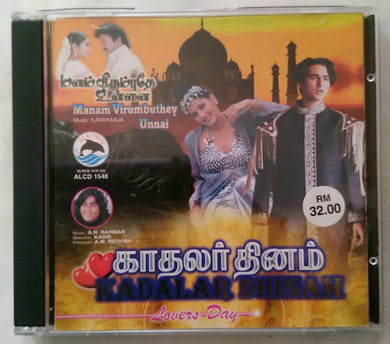 மனம் விரும்புதே
உன்னை
Manam Virumbuthey
Unnai
Music: ILAYARAAJA
SUPER SOUND
ALCD 1548
Music: A.R. RAHMAN
Direction: KADIR
Producer: A.M. RATNAM
RM
32.00
காதலர் தினம்
KADALAR DHINAM
Lovers-Day